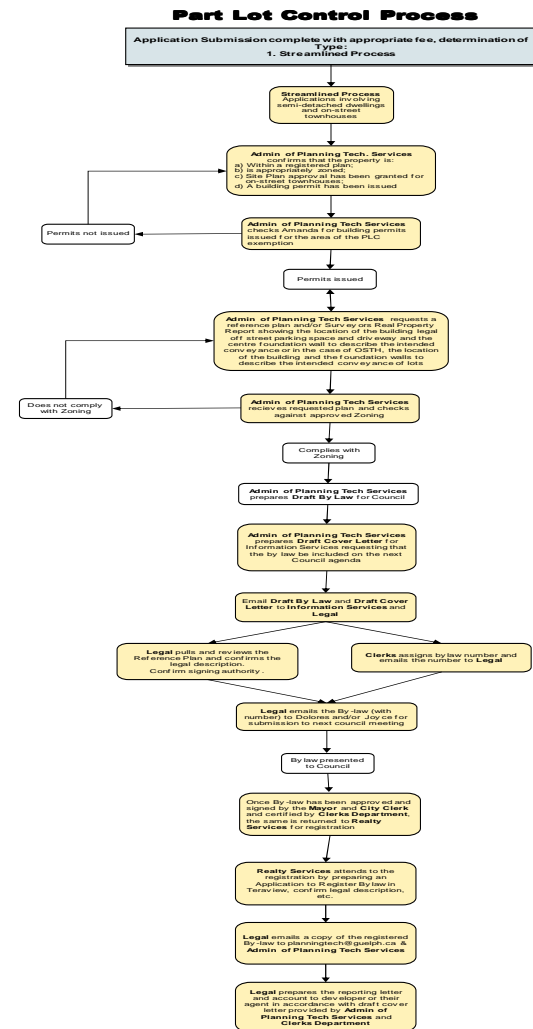 Part Lot Control Process
Application Submission complete with appropriate fee, determination of
Type:
1. Streamlined Process
Streamlined Process
Applications involving
semi-detached dwellings
and on-street
townhouses
Admin of Planning Tech. Services
confirms that the property is:
a) Within a registered plan;
b) is appropriately zoned;
c) Site Plan approval has been granted for
on-street townhouses;
d) A building permit has been issued
Permits not issued
Admin of Planning Tech Services
checks Amanda for building permits
issued for the area of the PLC
exemption
Permits issued
Admin of Planning Tech Services requests a
reference plan and/or Surveyors Real Property
Report showing the location of the building legal
off street parking space and driveway and the
centre foundation wall to describe the intended
conveyance or in the case of OSTH, the location
of the building and the foundation walls to
describe the intended conveyance of lots
Does not comply
with Zoning
Admin of Planning Tech Services
recieves requested plan and checks
against approved Zoning
Complies with
Zoning
Admin of Planning Tech Services
prepares Draft By Law for Council
Admin of Planning Tech Services
prepares Draft Cover Letter for
Information Services requesting that
the by law be included on the next
Council agenda
Email Draft By Law and Draft Cover
Letter to Information Services and
Legal
Legal pulls and reviews the
Reference Plan and confirms the
legal description.
Confirm signing authority .
Clerks assigns by law number and
emails the number to Legal
Legal emails the By -law (with
number) to Dolores and/or Joyce for
submission to next council meeting
By law presented
to Council
Once By -law has been approved and
signed by the Mayor and City Clerk
and certified by Clerks Department,
the same is returned to Realty
Services for registration
Realty Services attends to the
registration by preparing an
Application to Register By law in
Teraview, confirm legal description,
etc.
Legal emails a copy of the registered
By -law to planningtech@guelph.ca &
Admin of Planning Tech Services
Legal prepares the reporting letter
and account to developer or their
agent in accordance with draft cover
letter provided by Admin of
Planning Tech Services and
Clerks Department